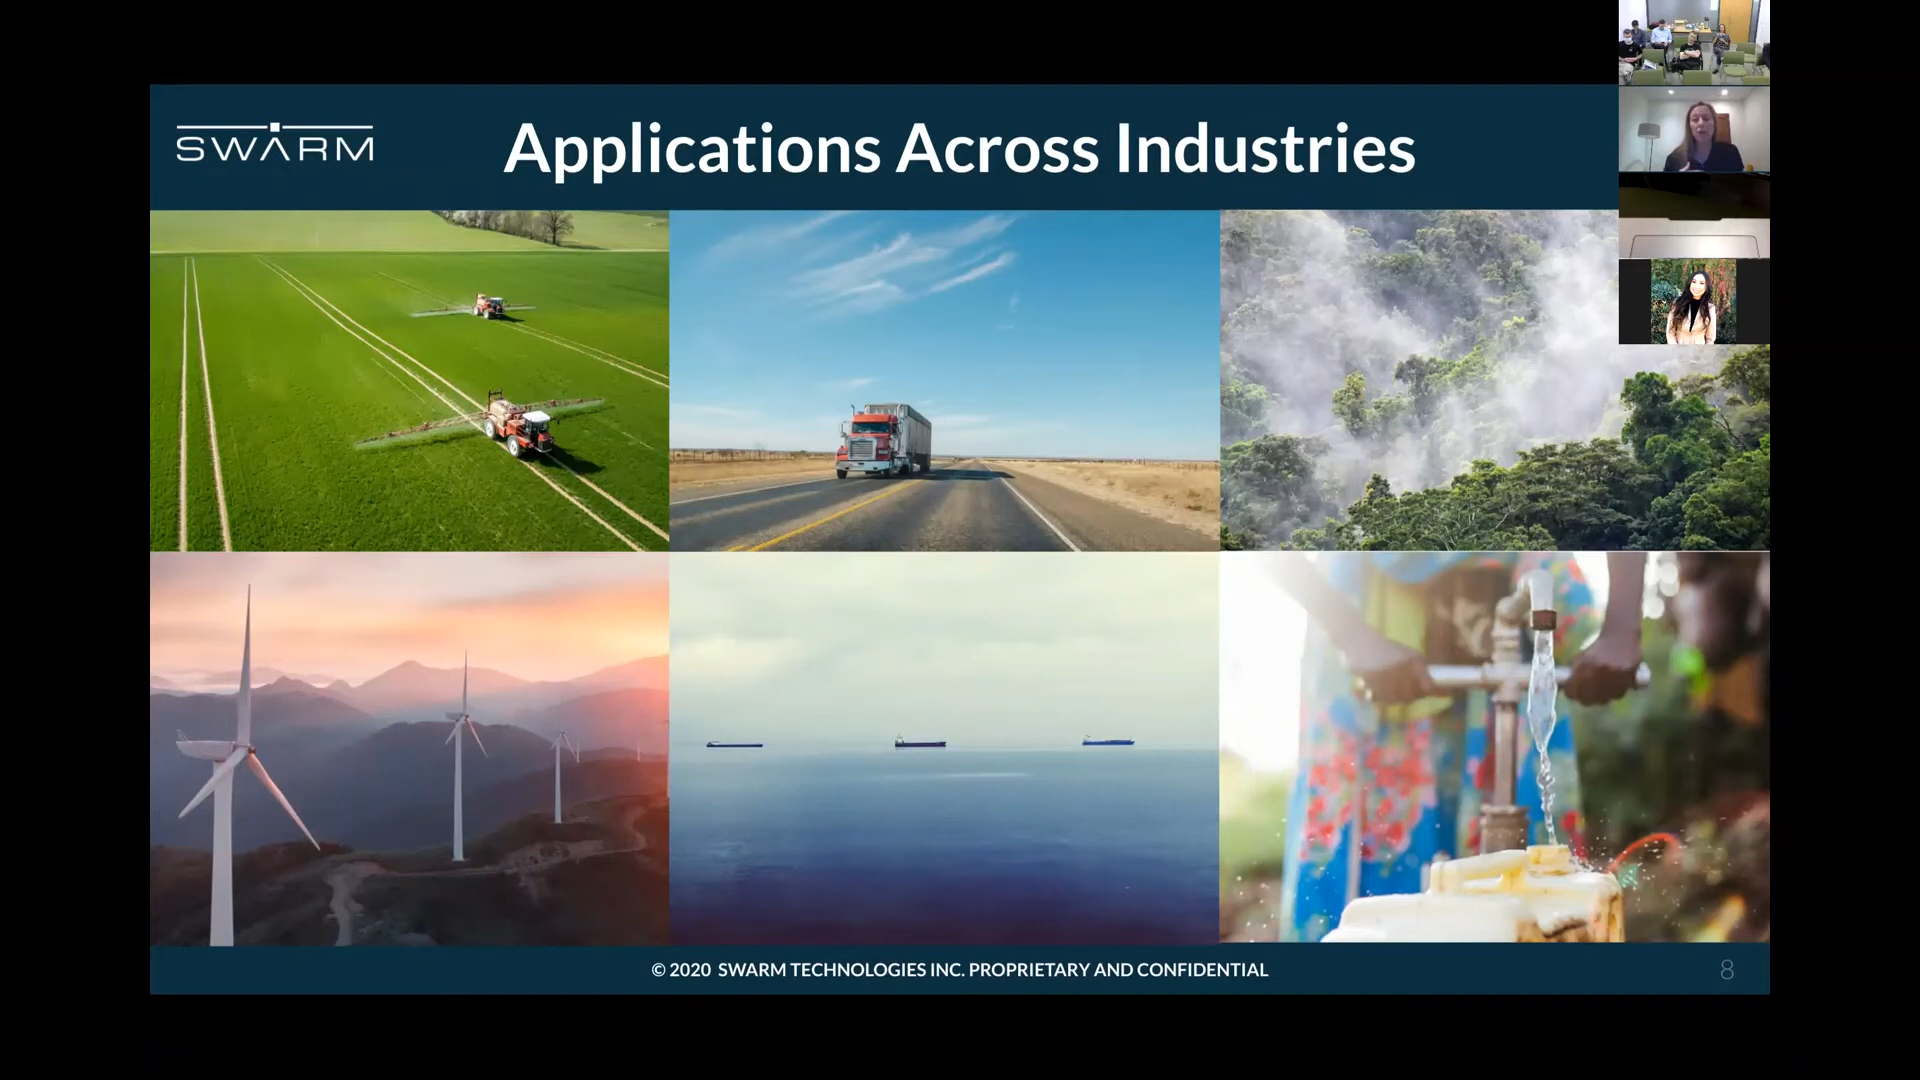 SWARM
Applications Across Industries
© 2020 SWARM TECHNOLOGIES INC. PROPRIETARY AND CONFIDENTIAL
8